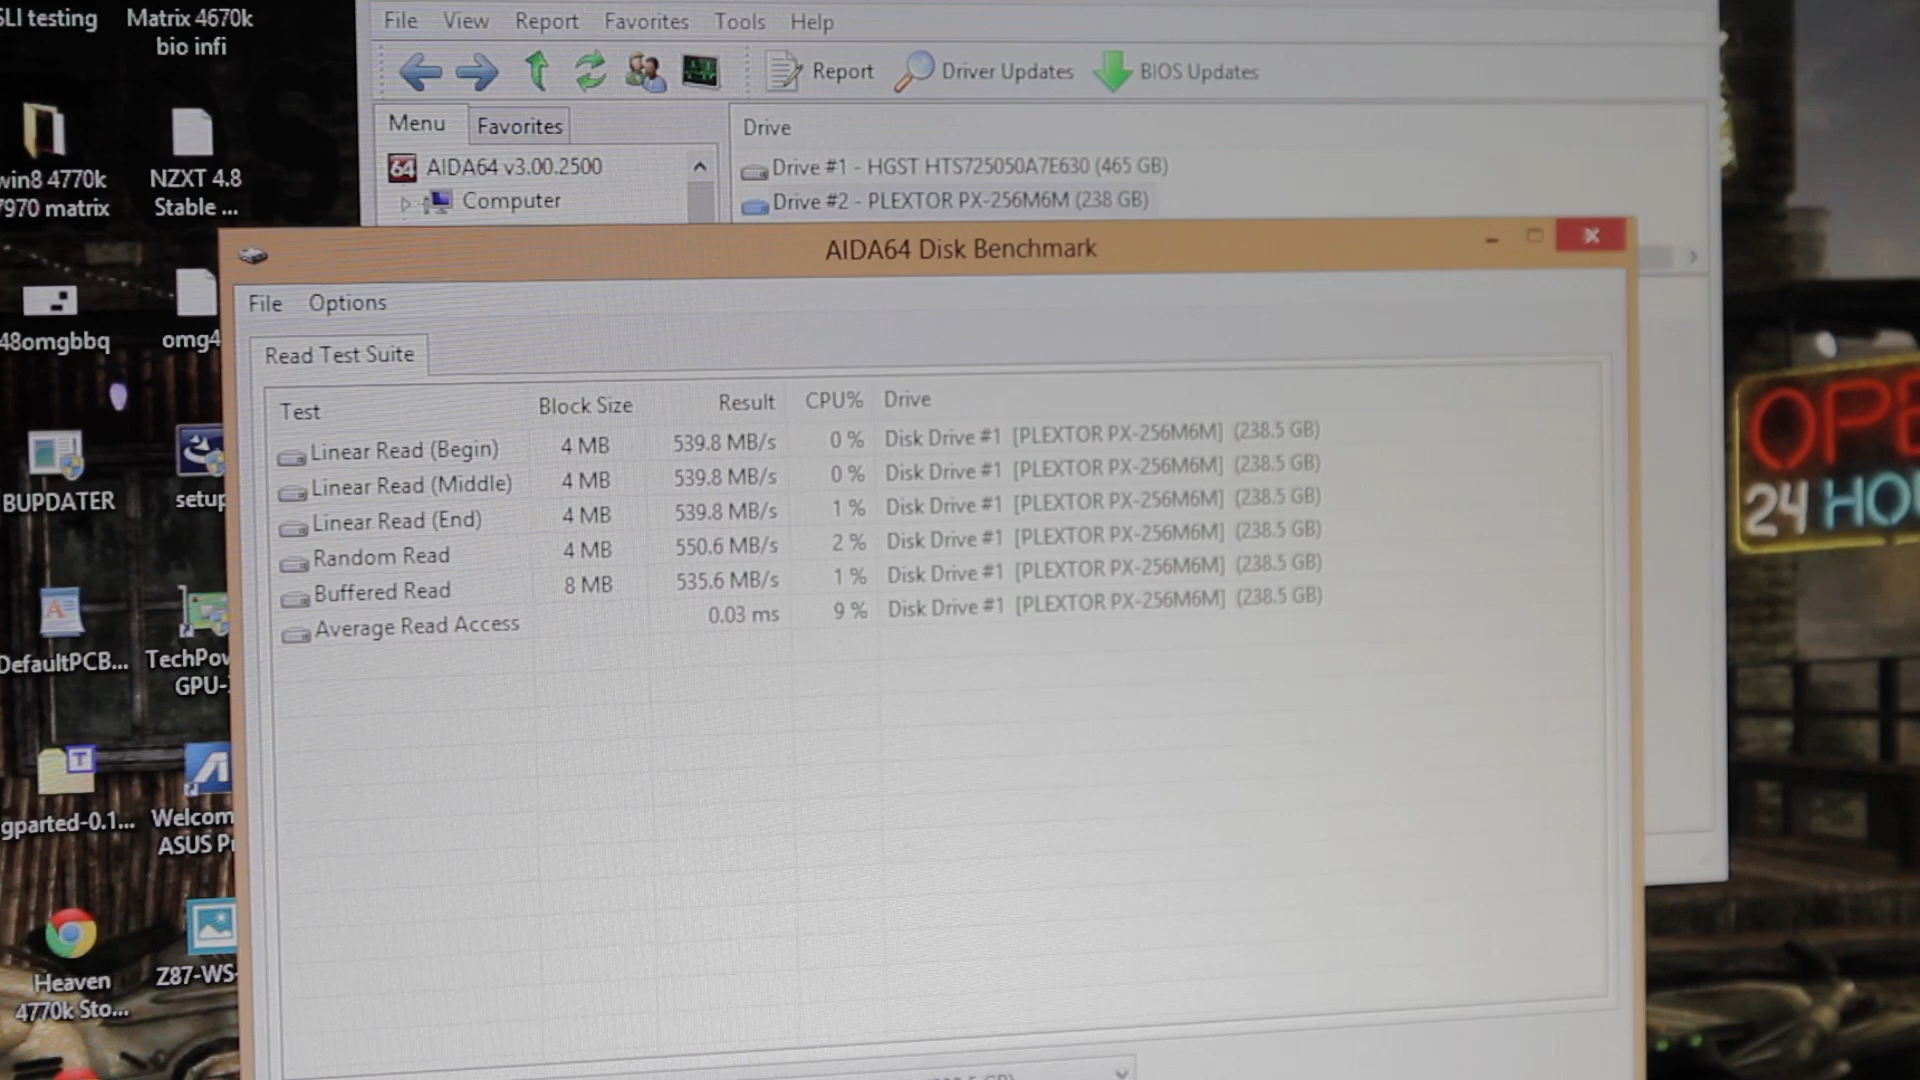 SLI testing
Matrix 4670k
bio infi
win8 4770k
7970 matrix
NZXT 4.8
Stable ...
48omgbbq
omg4
BUPDATER
setup
A
DefaultPCB...
TechPow
GPU-
T
gparted-0.1...
Welcom
ASUS Pr
Heaven
4770k Sto...
Z87-WS-
File View Report Favorites Tools Help
Report Driver Updates BIOS Updates
Menu Favorites
Drive
64 AIDA64 v3.00.2500
Computer
Drive #1 - HGST HTS725050A7E630 (465 GB)
Drive #2 - PLEXTOR PX-256M6M (238 GB)
AIDA64 Disk Benchmark
File Options
Read Test Suite
Test Block Size Result CPU% Drive
Linear Read (Begin) 4 MB 539.8 MB/s 0 % Disk Drive #1 [PLEXTOR PX-256M6M] (238.5 GB)
Linear Read (Middle) 4 MB 539.8 MB/s 0 % Disk Drive #1 [PLEXTOR PX-256M6M] (238.5 GB)
Linear Read (End) 4 MB 539.8 MB/s 1 % Disk Drive #1 [PLEXTOR PX-256M6M] (238.5 GB)
Random Read 4 MB 550.6 MB/s 2 % Disk Drive #1 [PLEXTOR PX-256M6M] (238.5 GB)
Buffered Read 8 MB 535.6 MB/s 1 % Disk Drive #1 [PLEXTOR PX-256M6M] (238.5 GB)
Average Read Access 0.03 ms 9 % Disk Drive #1 [PLEXTOR PX-256M6M] (238.5 GB)
OPE
24 HOU